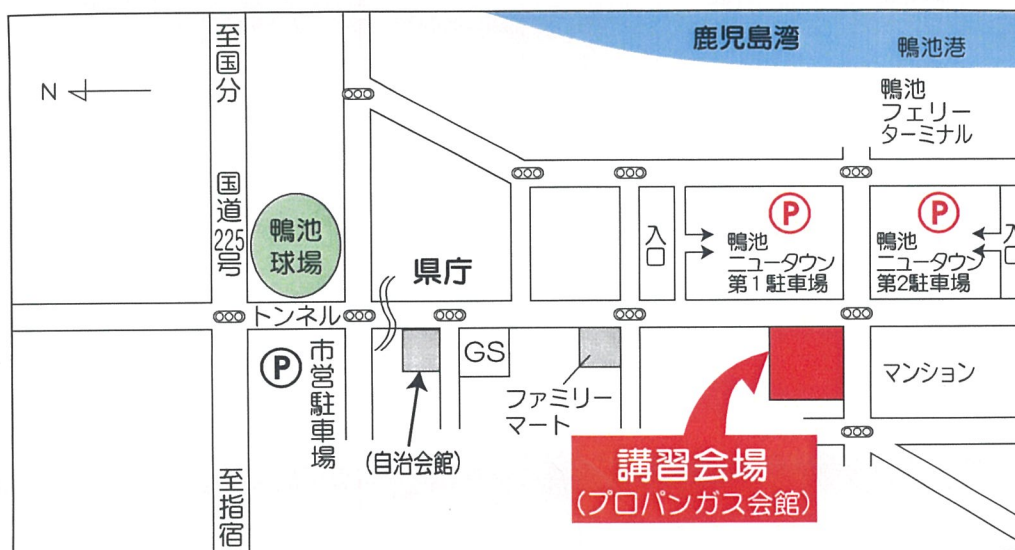 鹿児島湾
鴨池港
至国分
N
鴨池
フェリー
ターミナル
国道225号
鴨池
球場
県庁
入口
P
鴨池
ニュータウン
第1駐車場
P
鴨池
ニュータウン
第2駐車場
入口
トンネル
P
市営駐車場
GS
ファミリー
マート
(自治会館)
マンション
講習会場
(プロパンガス会館)
至指宿